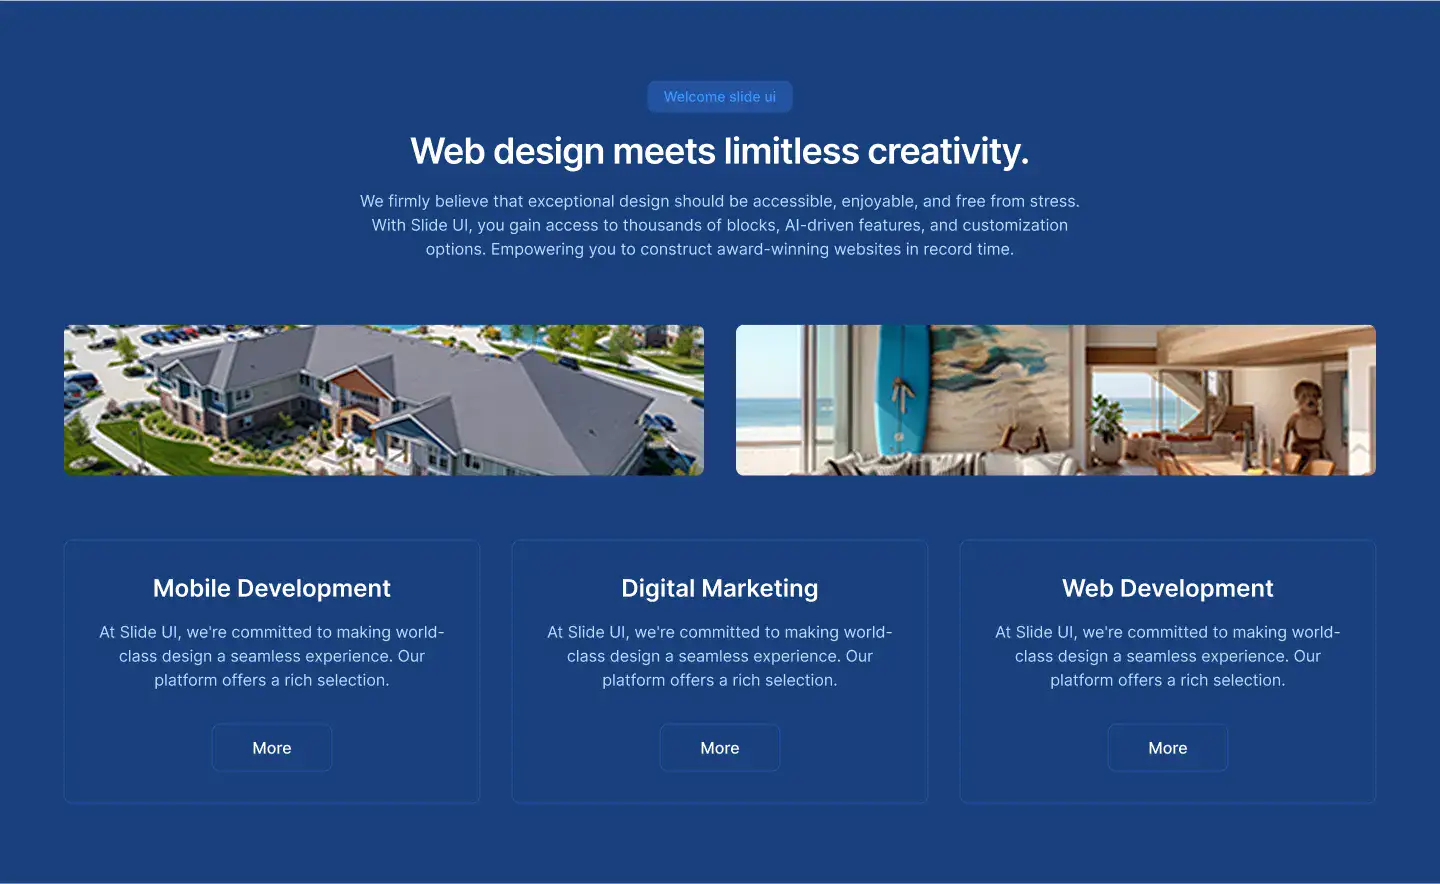 Welcome slide ui
Web design meets limitless creativity.
We firmly believe that exceptional design should be accessible, enjoyable, and free from stress.
With Slide UI, you gain access to thousands of blocks, AI-driven features, and customization
options. Empowering you to construct award-winning websites in record time.
Mobile Development
At Slide UI, we're committed to making world-
class design a seamless experience. Our
platform offers a rich selection.
More
Digital Marketing
At Slide UI, we're committed to making world-
class design a seamless experience. Our
platform offers a rich selection.
More
Web Development
At Slide UI, we're committed to making world-
class design a seamless experience. Our
platform offers a rich selection.
More